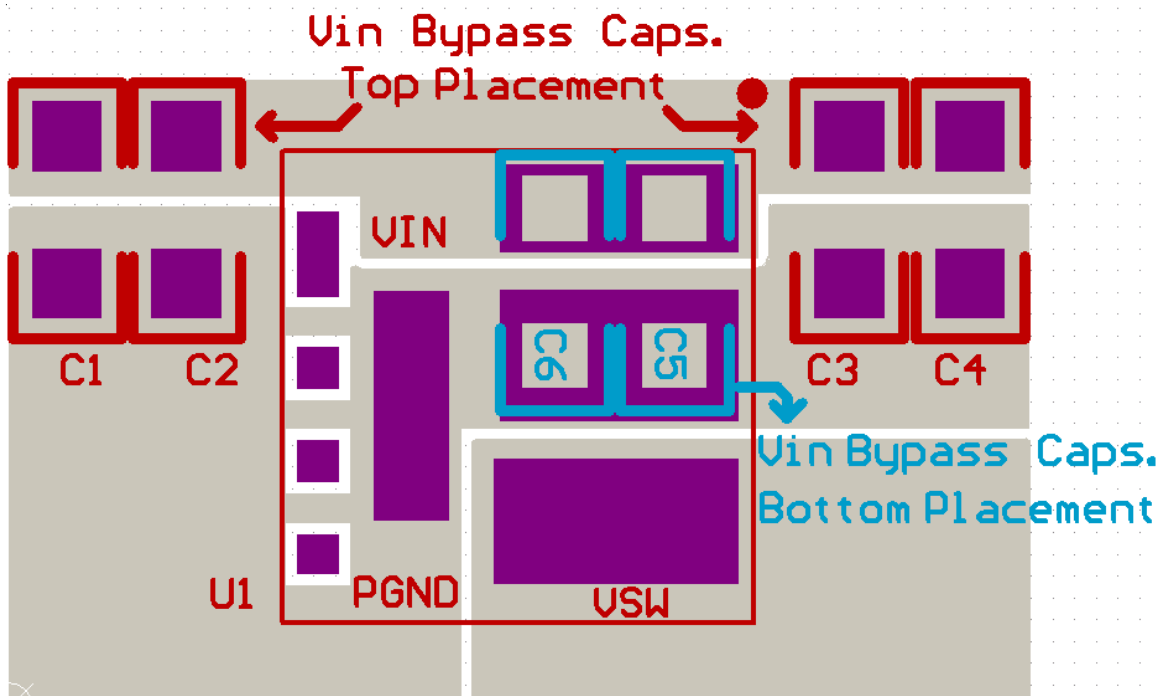 Vin Bypass Caps.
Top Placement
VIN
C6
C5
C1
C2
C3
C4
Vin Bypass Caps.
Bottom Placement
U1
PGND
VSW